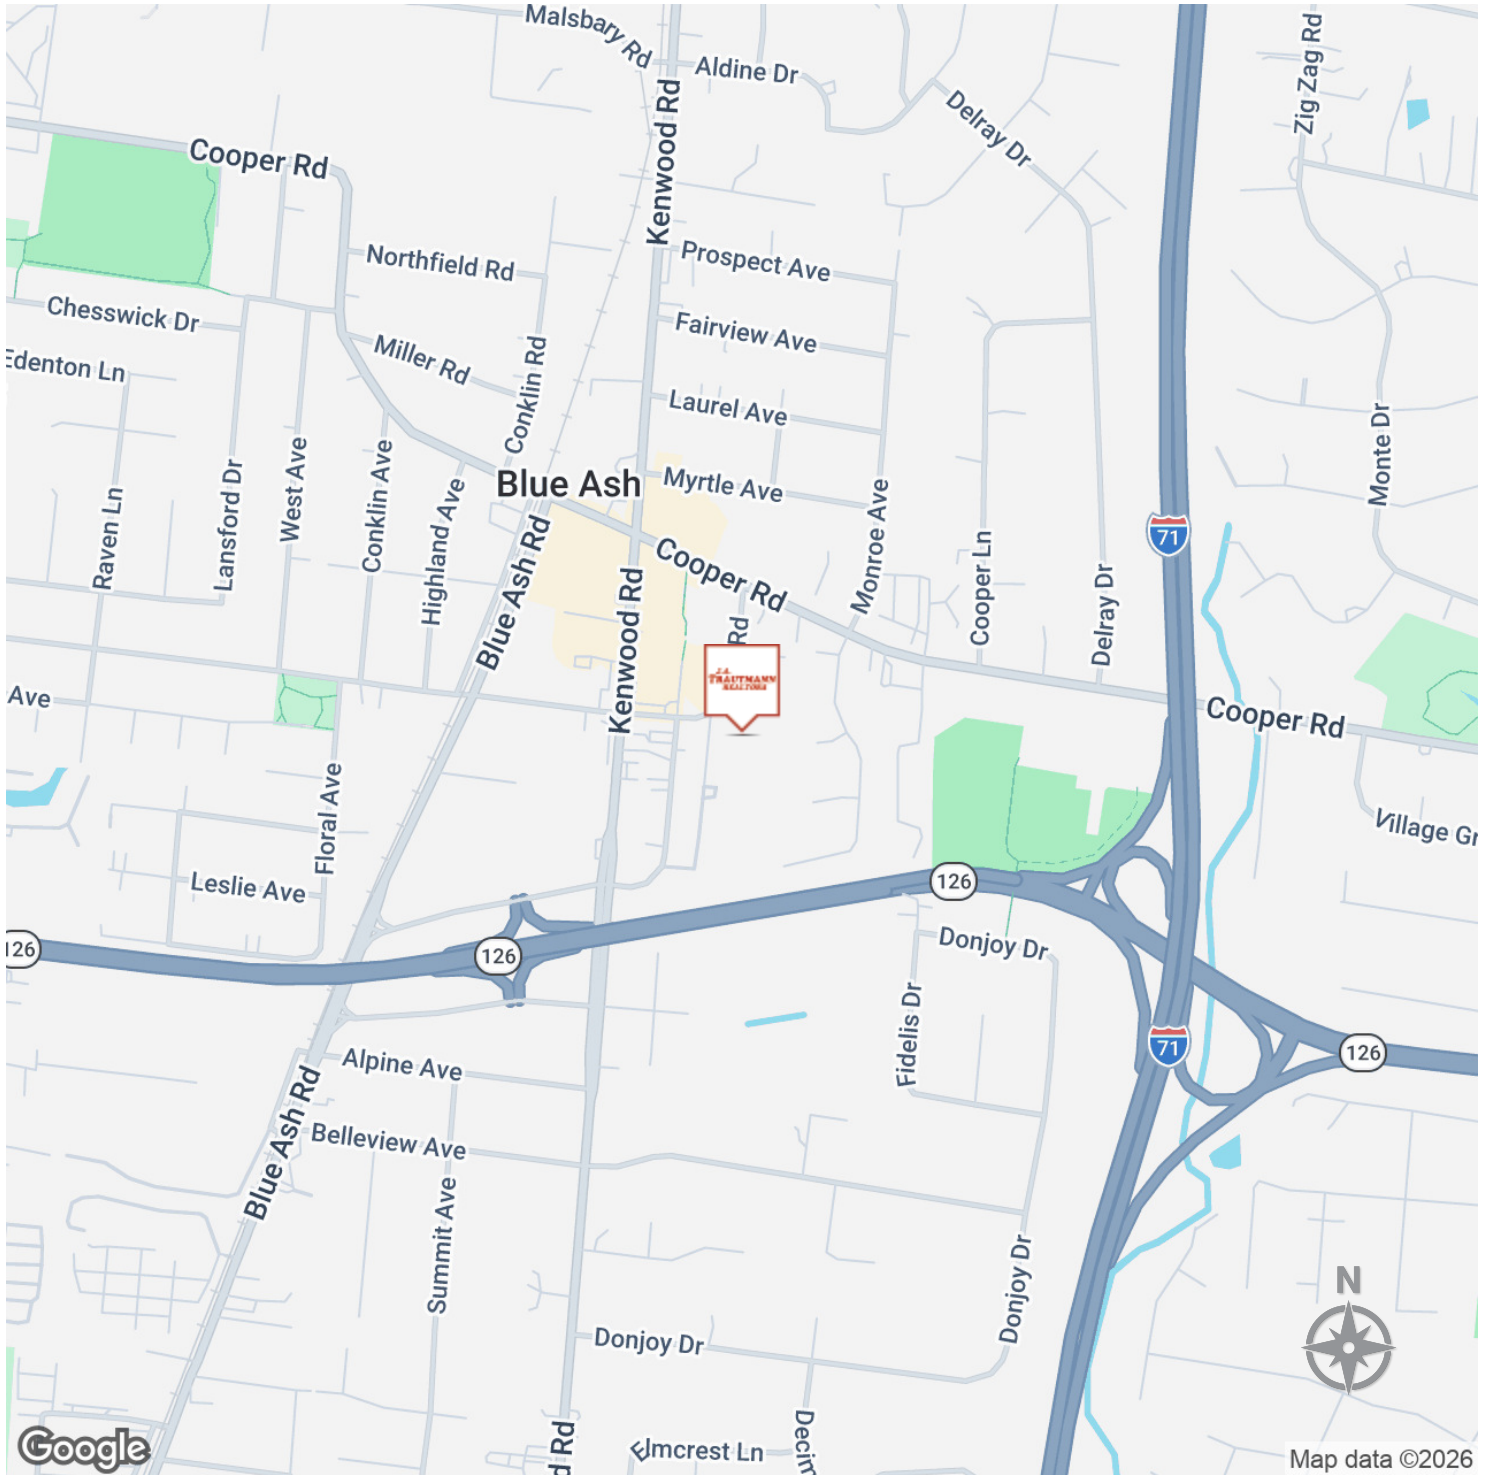 Malsbary Rd
Aldine Dr
Zig Zag Rd
Kenwood Rd
Delray Dr
Cooper Rd
Northfield Rd
Prospect Ave
Chesswick Dr
Fairview Ave
Miller Rd
Conklin Rd
Edenton Ln
Laurel Ave
Monte Dr
Blue Ash
Myrtle Ave
West Ave
Conklin Ave
Lansford Dr
Raven Ln
Highland Ave
Blue Ash Rd
Cooper Rd
Monroe Ave
Cooper Ln
Delray Dr
71
Kenwood Rd
Rd
J.A.
TRAUTMANN
REALTORS
Ave
Cooper Rd
Floral Ave
Village Gr
Leslie Ave
126
126
126
Donjoy Dr
Fidelis Dr
71
126
Alpine Ave
Blue Ash Rd
Belleview Ave
Summit Ave
Donjoy Dr
N
Donjoy Dr
d Rd
Elmcrest Ln
Decim
Google
Map data ©2026